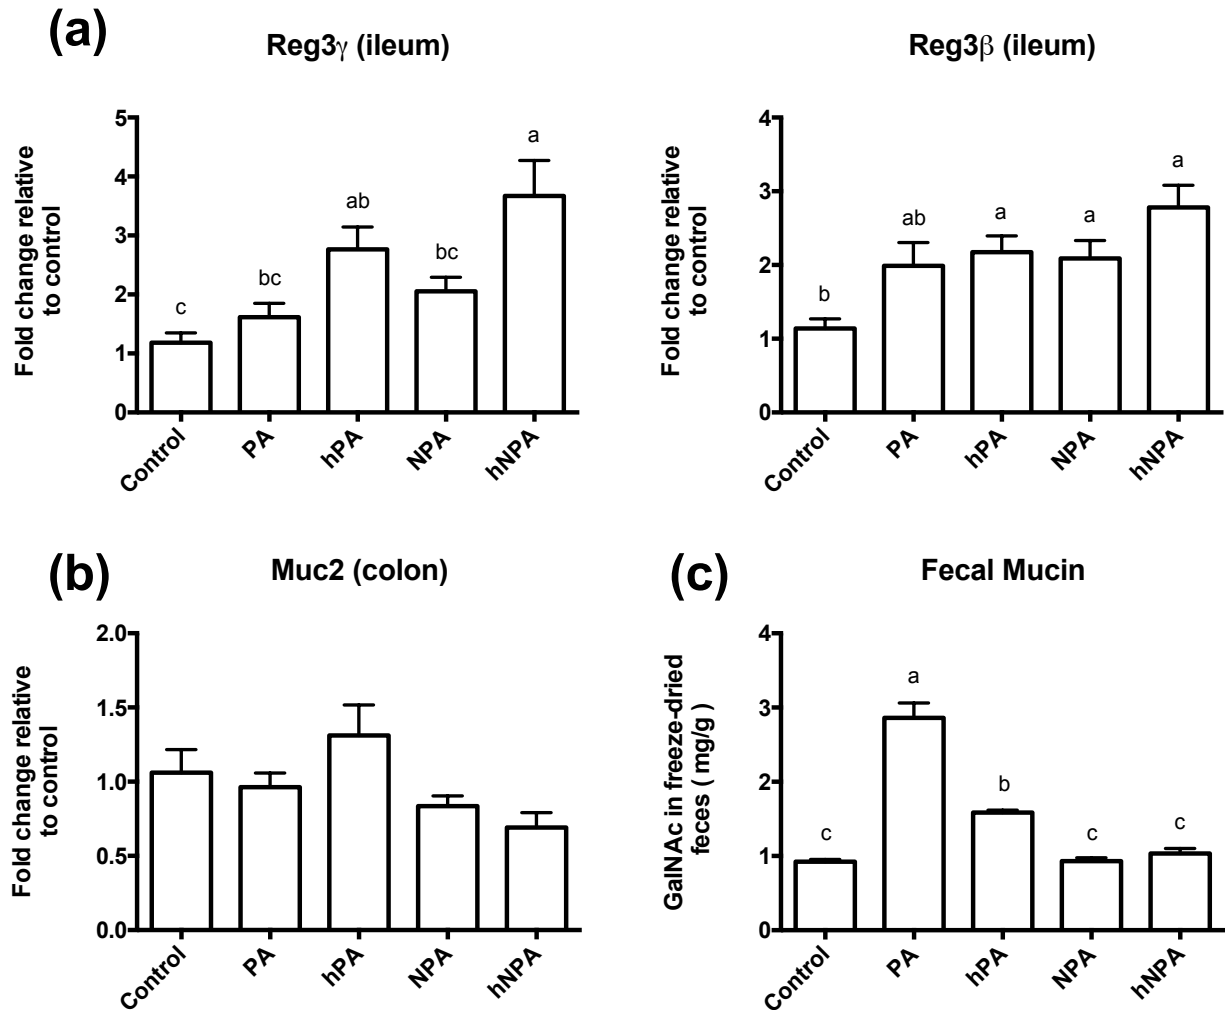 (a)
Reg3γ (ileum)
Fold change relative
to control
5
4
3
2
1
0
c
bc
ab
bc
a
Control
PA
hPA
NPA
hNPA
Reg3β (ileum)
Fold change relative
to control
4
3
2
1
0
b
ab
a
a
a
Control
PA
hPA
NPA
hNPA
(b)
Muc2 (colon)
Fold change relative
to control
2.0
1.5
1.0
0.5
0.0
Control
PA
hPA
NPA
hNPA
(c)
Fecal Mucin
GalNAc in freeze-dried
feces ( mg/g )
4
3
2
1
0
c
a
b
c
c
Control
PA
hPA
NPA
hNPA